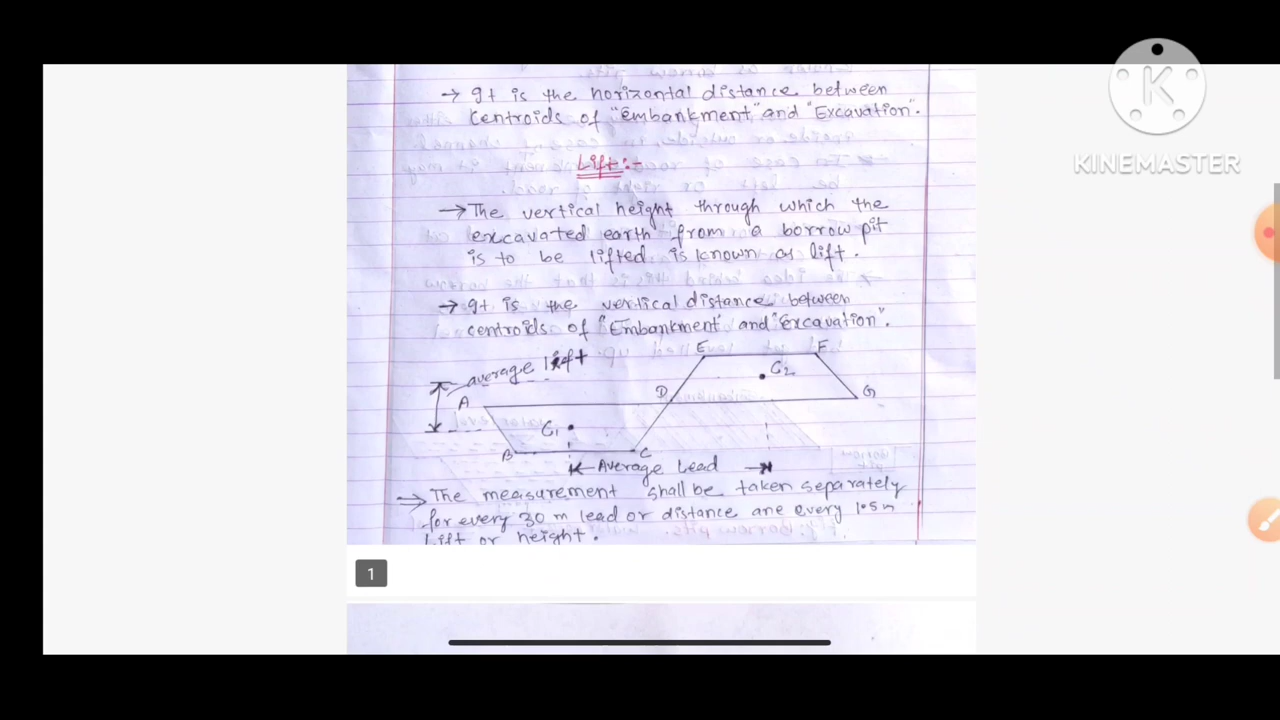 → It is the horizontal distance between
centroids of "Embankment" and "Excavation".
Lift:-
→ The vertical height through which the
excavated earth from a borrow pit
is to be lifted is known as lift.
→ It is the vertical distance between
centroids of "Embankment" and "Excavation".
average lift
E F
G2
A D G
G1
B C
Average Lead
→ The measurement shall be taken separately
for every 30 m lead or distance ane every 1.5m
Lift or height.
1
K
KINEMASTER